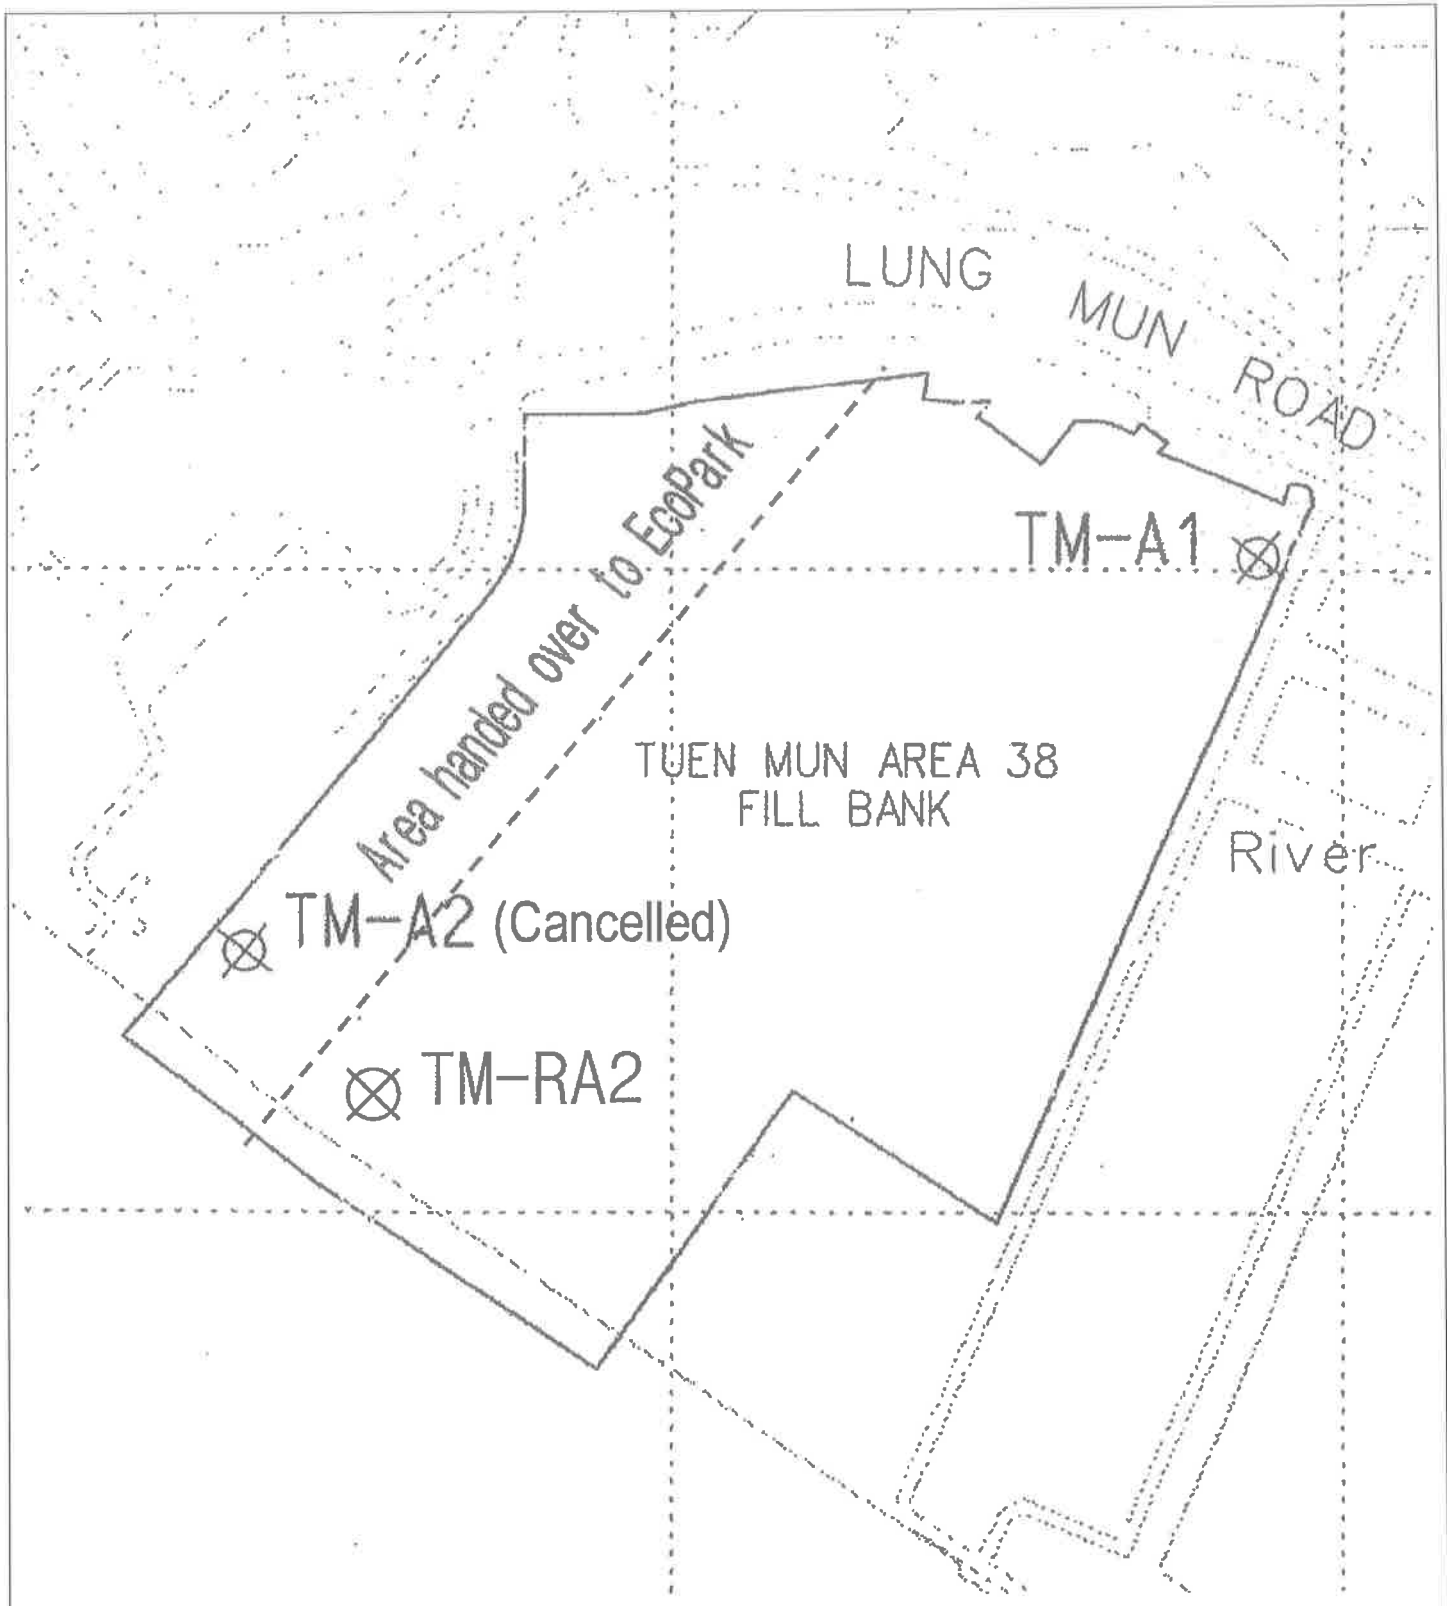 LUNG MUN ROAD
Area handed over to EcoPark
TM-A1
TUEN MUN AREA 38
FILL BANK
River
TM-A2 (Cancelled)
TM-RA2